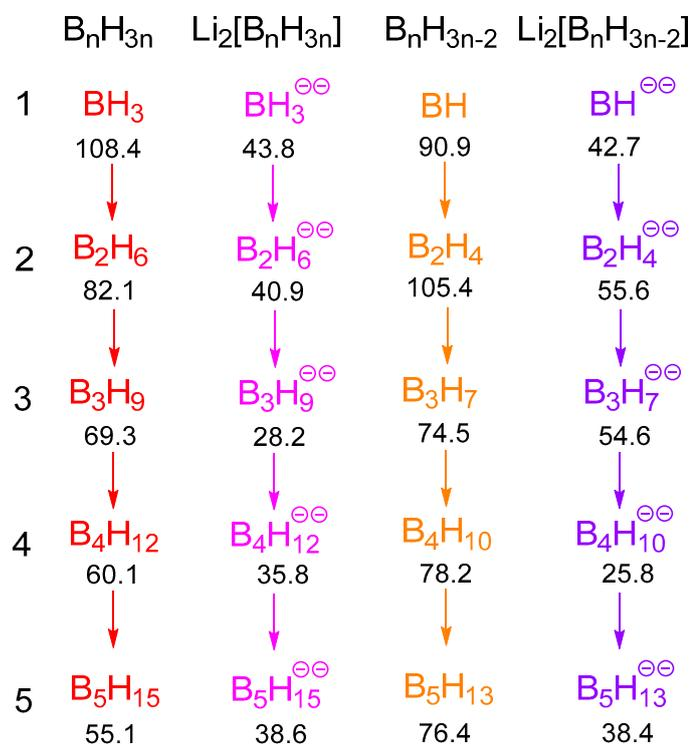 BₙH₃ₙ Li₂[BₙH₃ₙ] BₙH₃ₙ₋₂ Li₂[BₙH₃ₙ₋₂]
1 BH₃ BH₃⊖⊖ BH BH⊖⊖
108.4 43.8 90.9 42.7
2 B₂H₆ B₂H₆⊖⊖ B₂H₄ B₂H₄⊖⊖
82.1 40.9 105.4 55.6
3 B₃H₉ B₃H₉⊖⊖ B₃H₇ B₃H₇⊖⊖
69.3 28.2 74.5 54.6
4 B₄H₁₂ B₄H₁₂⊖⊖ B₄H₁₀ B₄H₁₀⊖⊖
60.1 35.8 78.2 25.8
5 B₅H₁₅ B₅H₁₅⊖⊖ B₅H₁₃ B₅H₁₃⊖⊖
55.1 38.6 76.4 38.4